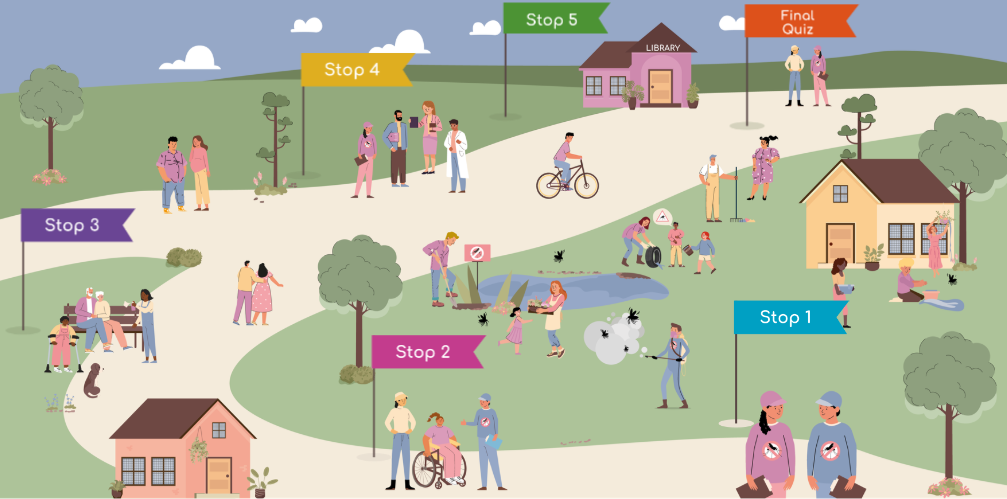 Stop 5
Final
Quiz
LIBRARY
Stop 4
Stop 3
Stop 1
Stop 2